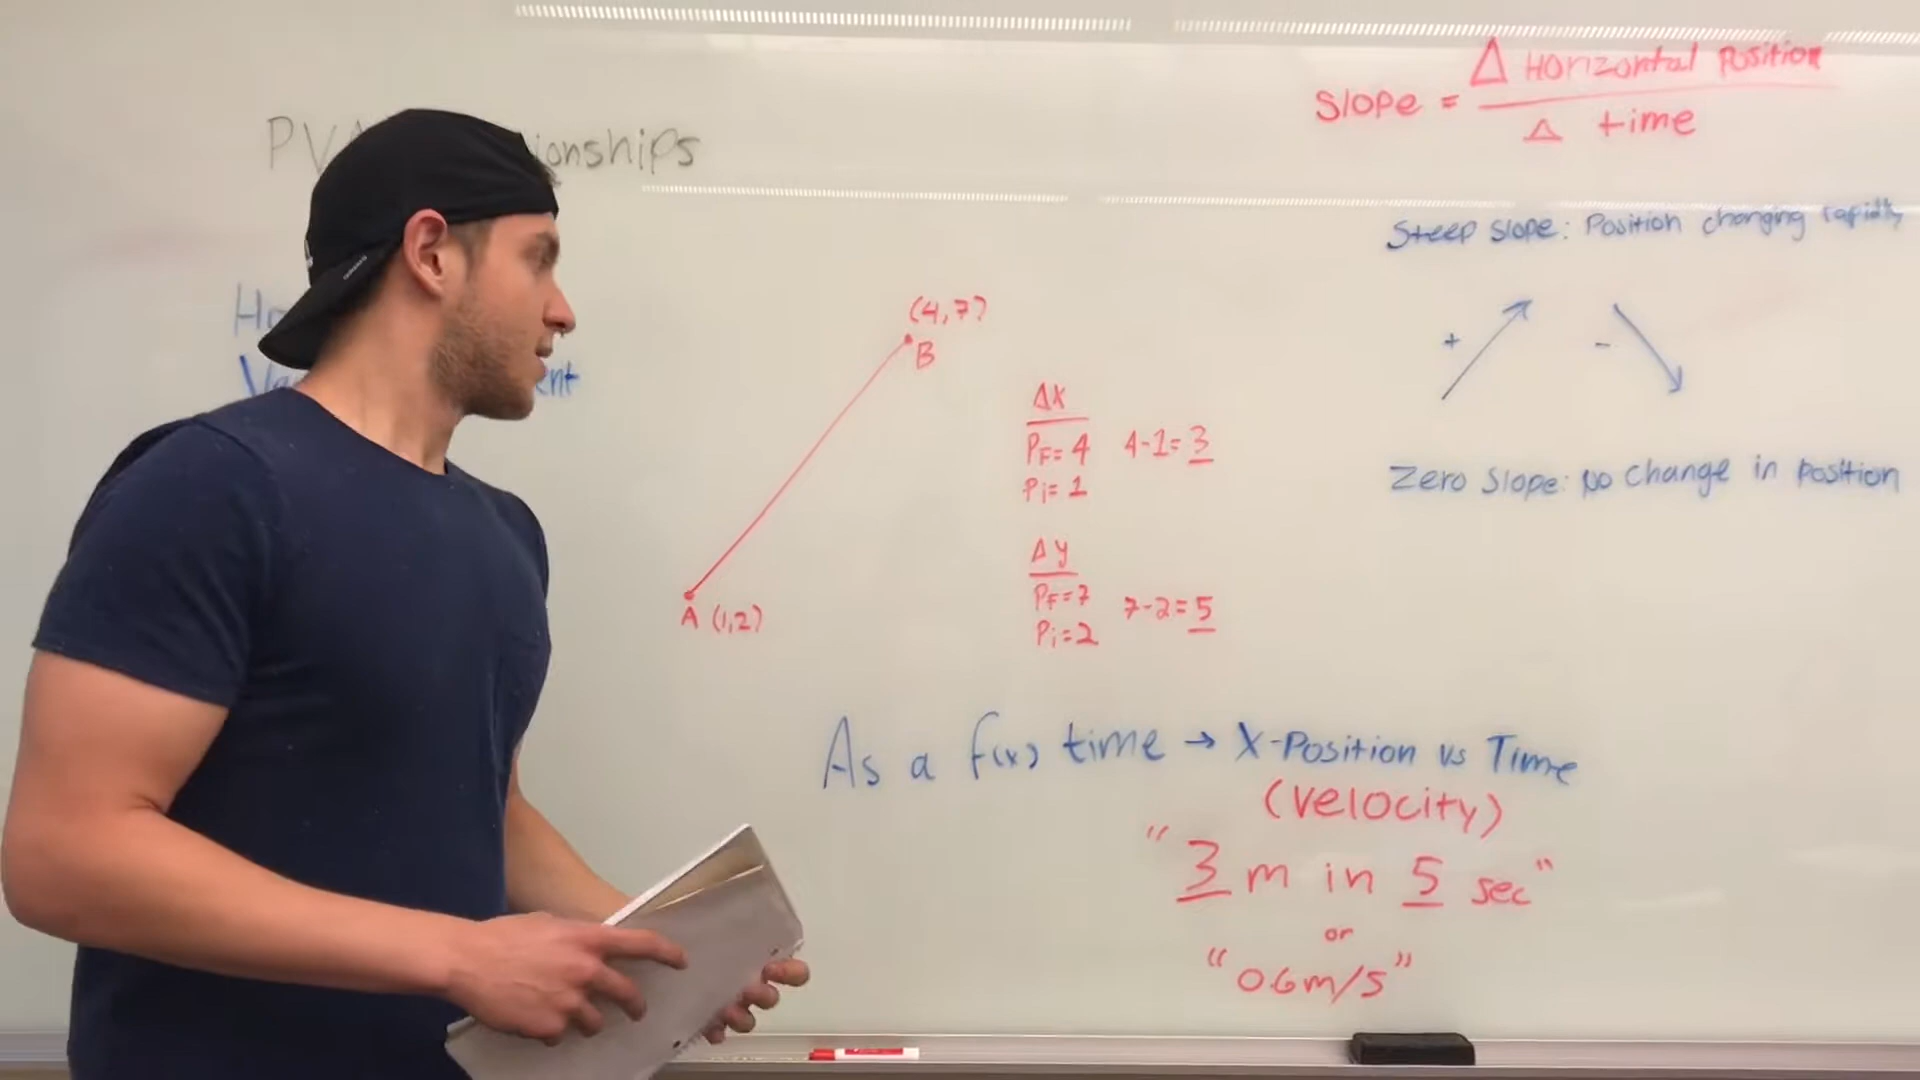 Δ Horizontal Position
Slope =
Δ time
ionships
Steep Slope: Position changing rapidly
+
-
(4,7)
B
A (1,2)
ΔX
PF=4 4-1=3
Pi=1
Δy
PF=7 7-2=5
Pi=2
Zero Slope: No change in position
As a f(x) time → X-Position vs Time
(Velocity)
"3 m in 5 sec"
or
"0.6m/s"